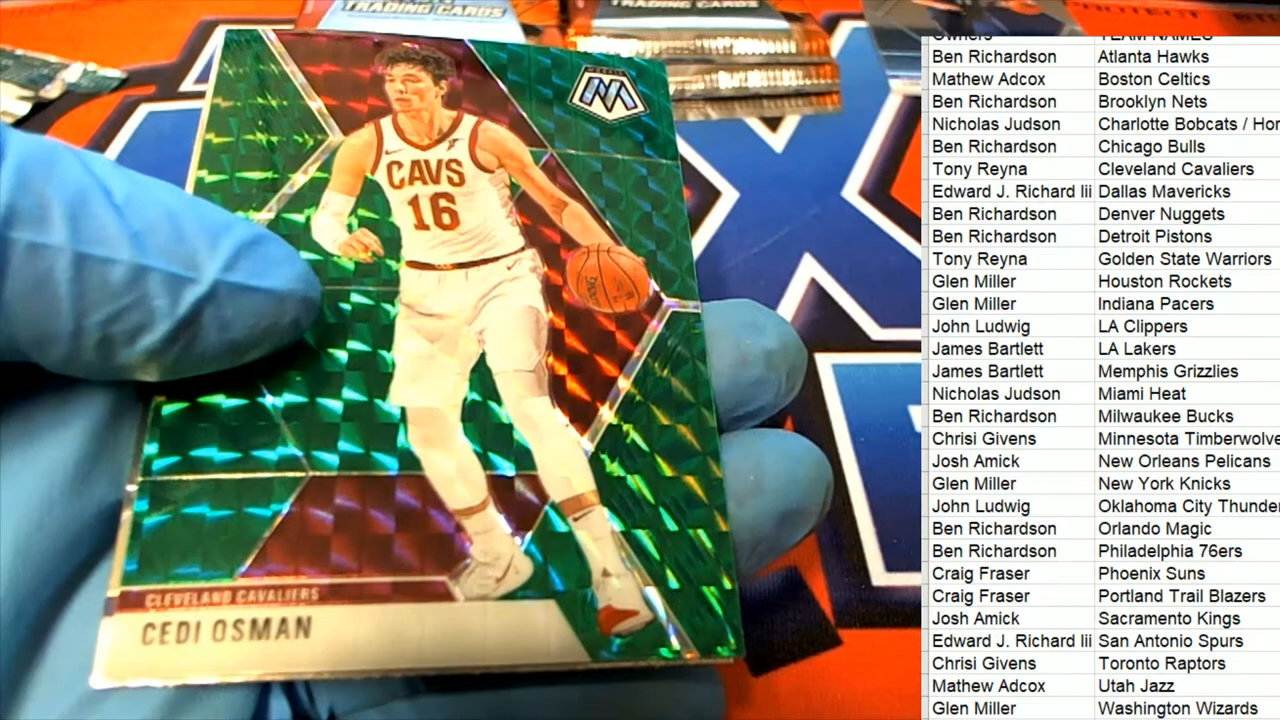 TRADING CARDS
TRADING CARDS
MOSAIC
CAVS
16
SPALDING
CLEVELAND CAVALIERS
CEDI OSMAN
Owners TEAM NAMES
Ben Richardson Atlanta Hawks
Mathew Adcox Boston Celtics
Ben Richardson Brooklyn Nets
Nicholas Judson Charlotte Bobcats / Hor
Ben Richardson Chicago Bulls
Tony Reyna Cleveland Cavaliers
Edward J. Richard Iii Dallas Mavericks
Ben Richardson Denver Nuggets
Ben Richardson Detroit Pistons
Tony Reyna Golden State Warriors
Glen Miller Houston Rockets
Glen Miller Indiana Pacers
John Ludwig LA Clippers
James Bartlett LA Lakers
James Bartlett Memphis Grizzlies
Nicholas Judson Miami Heat
Ben Richardson Milwaukee Bucks
Chrisi Givens Minnesota Timberwolve
Josh Amick New Orleans Pelicans
Glen Miller New York Knicks
John Ludwig Oklahoma City Thunder
Ben Richardson Orlando Magic
Ben Richardson Philadelphia 76ers
Craig Fraser Phoenix Suns
Craig Fraser Portland Trail Blazers
Josh Amick Sacramento Kings
Edward J. Richard Iii San Antonio Spurs
Chrisi Givens Toronto Raptors
Mathew Adcox Utah Jazz
Glen Miller Washington Wizards